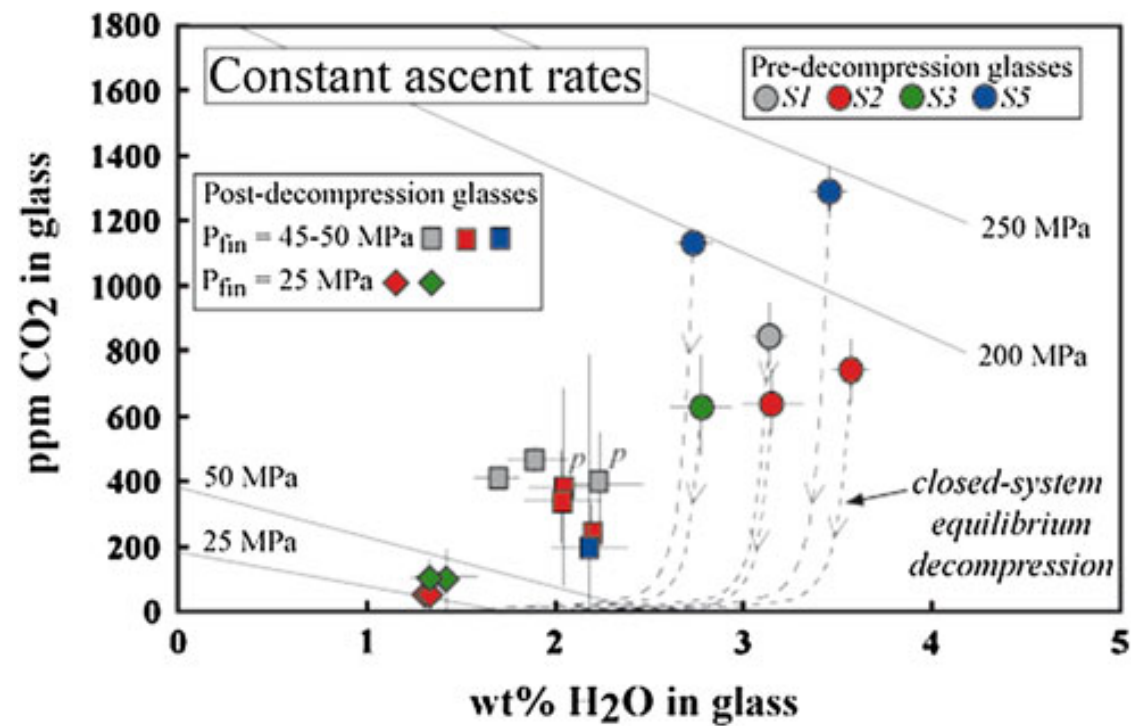 1800
1600
1400
1200
1000
800
600
400
200
0
ppm CO2 in glass
Constant ascent rates
Pre-decompression glasses
S1 S2 S3 S5
Post-decompression glasses
Pfin = 45-50 MPa
Pfin = 25 MPa
250 MPa
200 MPa
50 MPa
25 MPa
p p
closed-system
equilibrium
decompression
0 1 2 3 4 5
wt% H2O in glass